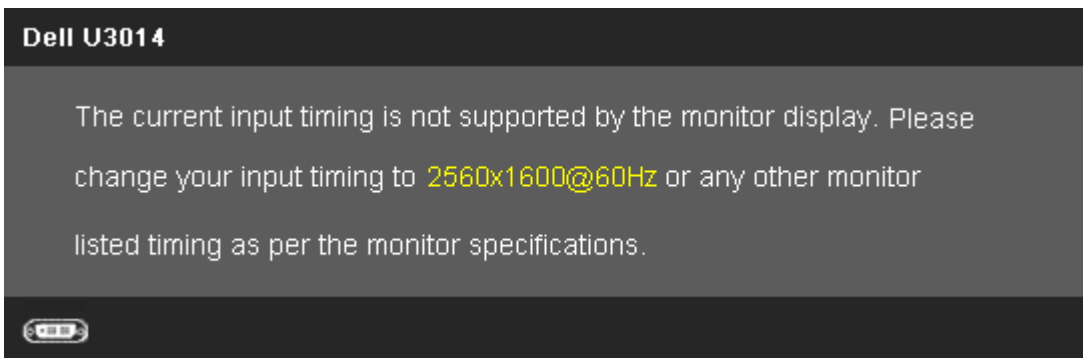 Dell U3014
The current input timing is not supported by the monitor display. Please
change your input timing to 2560x1600@60Hz or any other monitor
listed timing as per the monitor specifications.